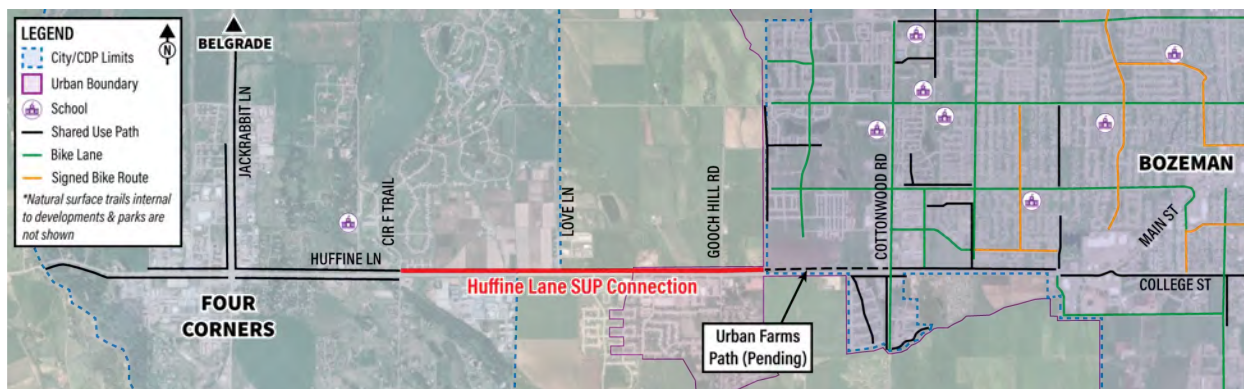 LEGEND
City/CDP Limits
Urban Boundary
School
Shared Use Path
Bike Lane
Signed Bike Route
*Natural surface trails internal
to developments & parks are
not shown
N
BELGRADE
JACKRABBIT LN
CIR F TRAIL
HUFFINE LN
FOUR
CORNERS
LOVE LN
Huffine Lane SUP Connection
GOOCH HILL RD
COTTONWOOD RD
Urban Farms
Path (Pending)
BOZEMAN
MAIN ST
COLLEGE ST